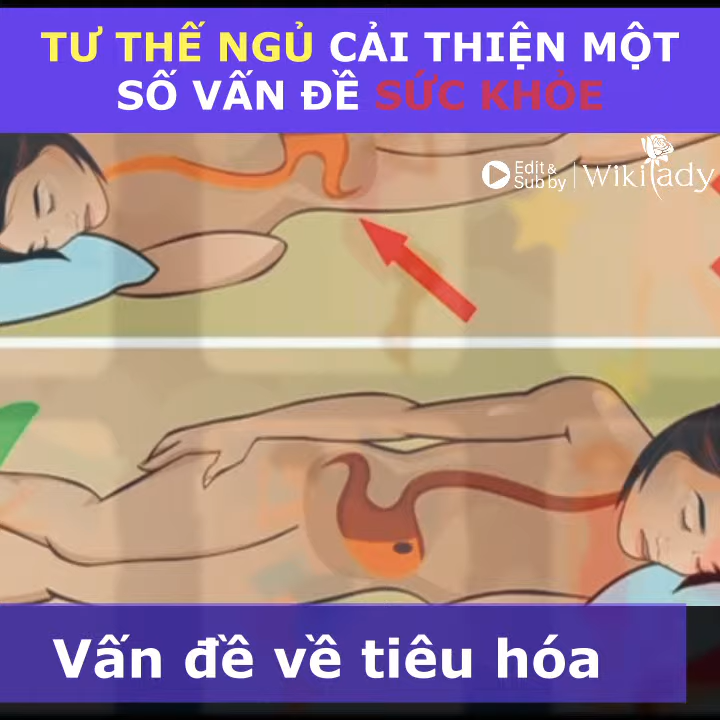 TƯ THẾ NGỦ CẢI THIỆN MỘT
SỐ VẤN ĐỀ SỨC KHỎE
Edit &
Sub by
Wikilady
Vấn đề về tiêu hóa